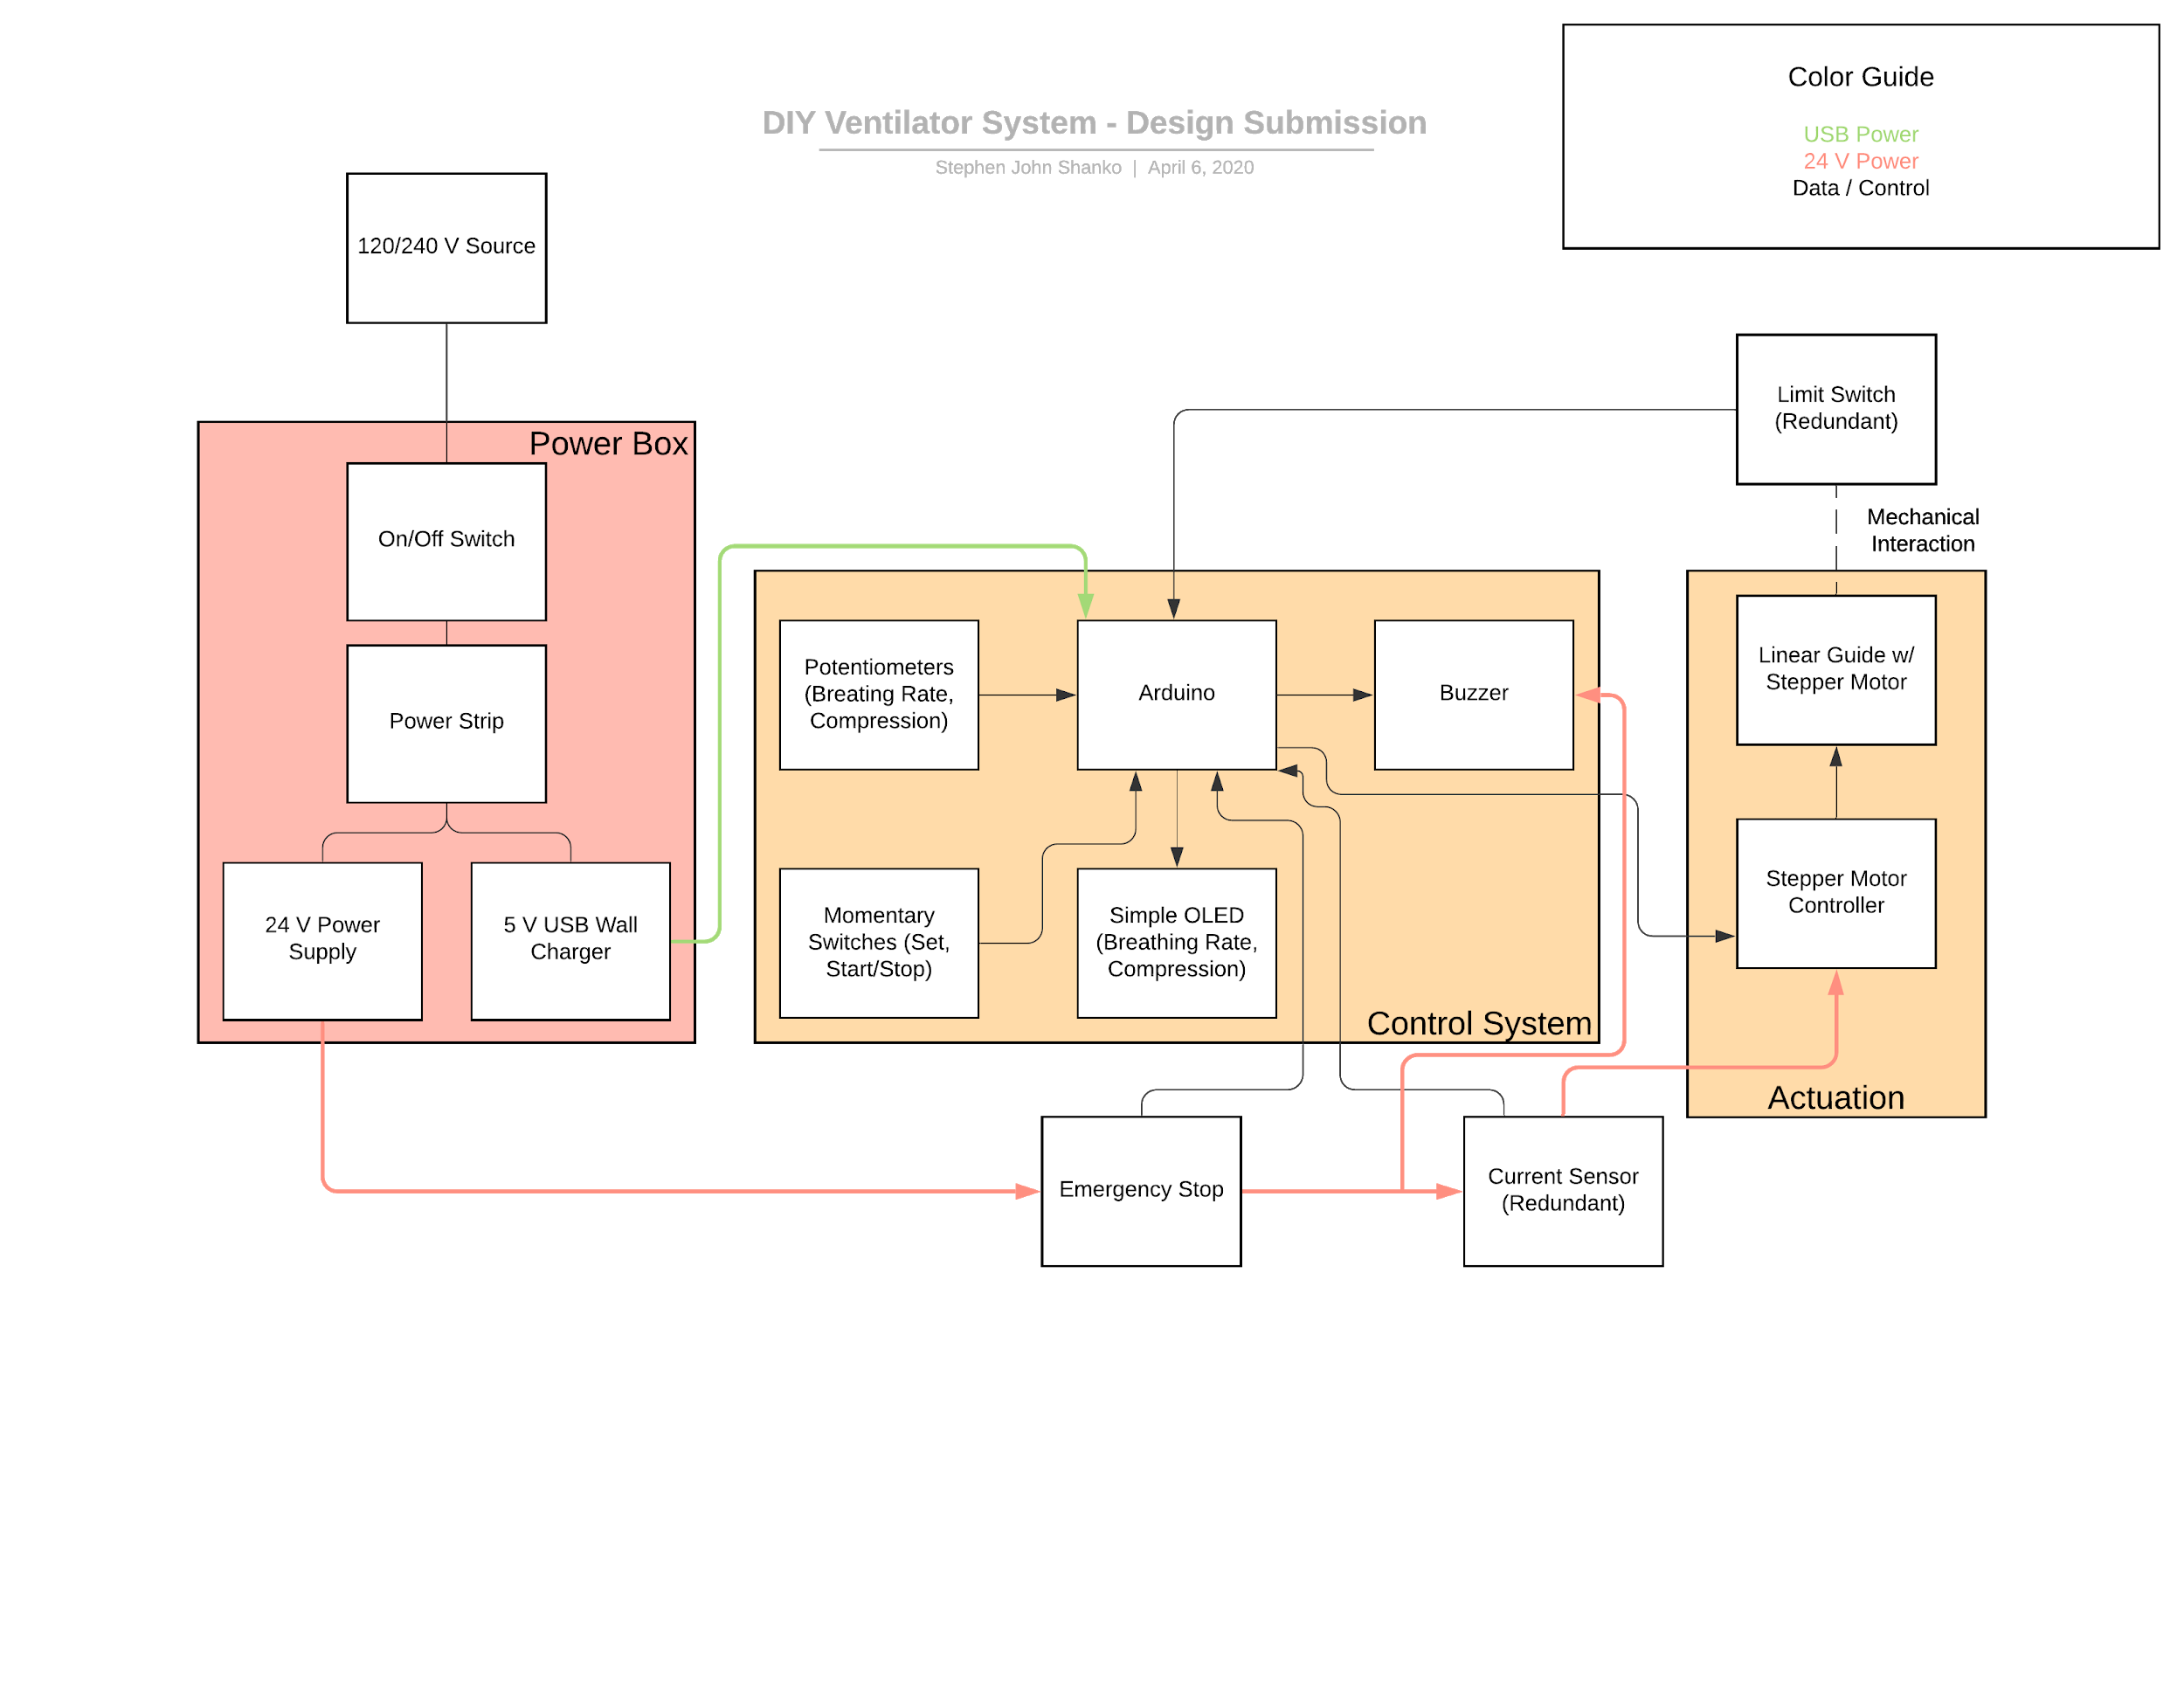 Color Guide
USB Power
24 V Power
Data / Control
DIY Ventilator System - Design Submission
Stephen John Shanko | April 6, 2020
120/240 V Source
Limit Switch
(Redundant)
Power Box
On/Off Switch
Mechanical
Interaction
Power Strip
Potentiometers
(Breating Rate,
Compression)
Arduino
Buzzer
Linear Guide w/
Stepper Motor
24 V Power
Supply
5 V USB Wall
Charger
Momentary
Switches (Set,
Start/Stop)
Simple OLED
(Breathing Rate,
Compression)
Stepper Motor
Controller
Control System
Actuation
Emergency Stop
Current Sensor
(Redundant)